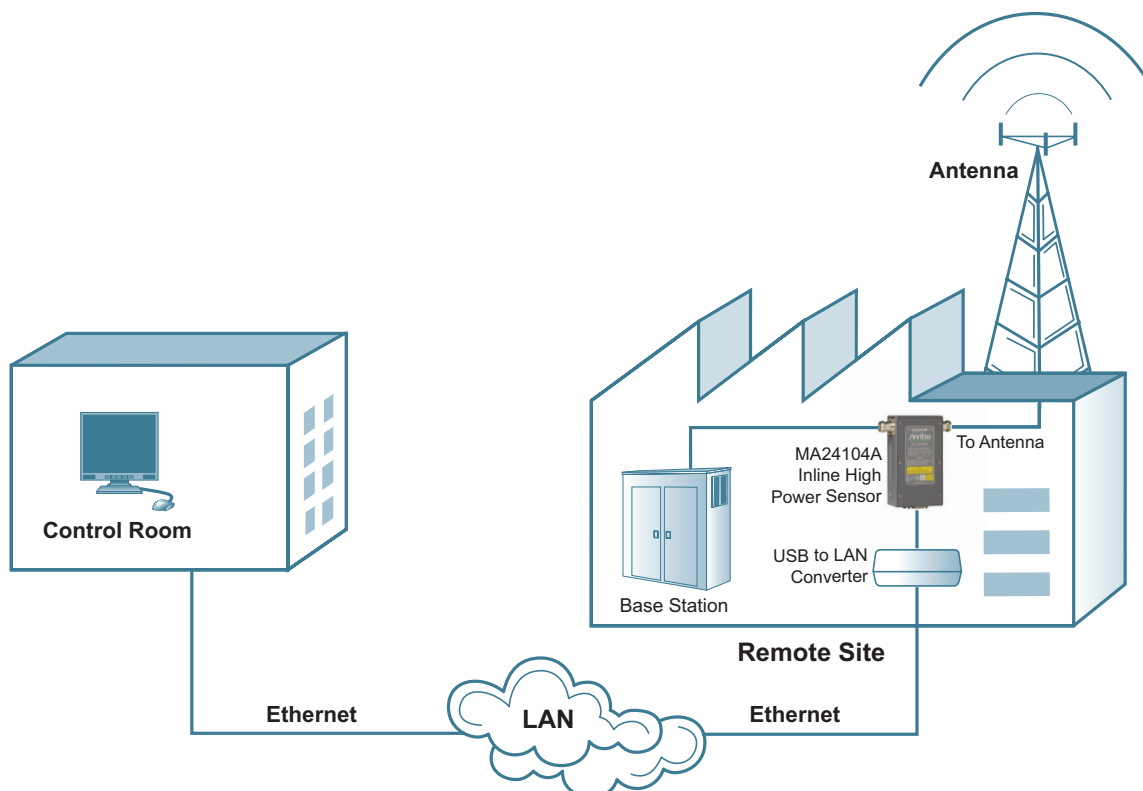 Antenna
To Antenna
MA24104A
Inline High
Power Sensor
Anritsu
USB to LAN
Converter
Control Room
Base Station
Remote Site
Ethernet
LAN
Ethernet